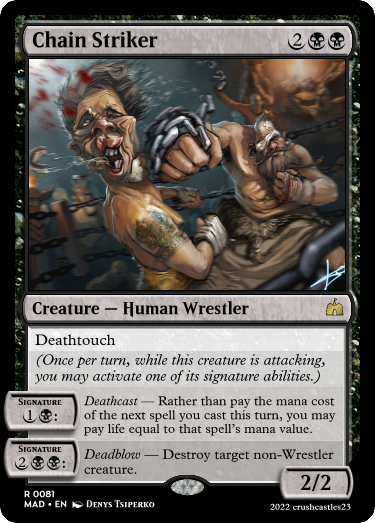 Chain Striker 2
Creature — Human Wrestler
Deathtouch
(Once per turn, while this creature is attacking,
you may activate one of its signature abilities.)
SIGNATURE
1 :
Deathcast — Rather than pay the mana cost
of the next spell you cast this turn, you may
pay life equal to that spell's mana value.
SIGNATURE
2 :
Deadblow — Destroy target non-Wrestler
creature.
2/2
R 0081
MAD • EN DENYS TSIPERKO
2022 crushcastles23